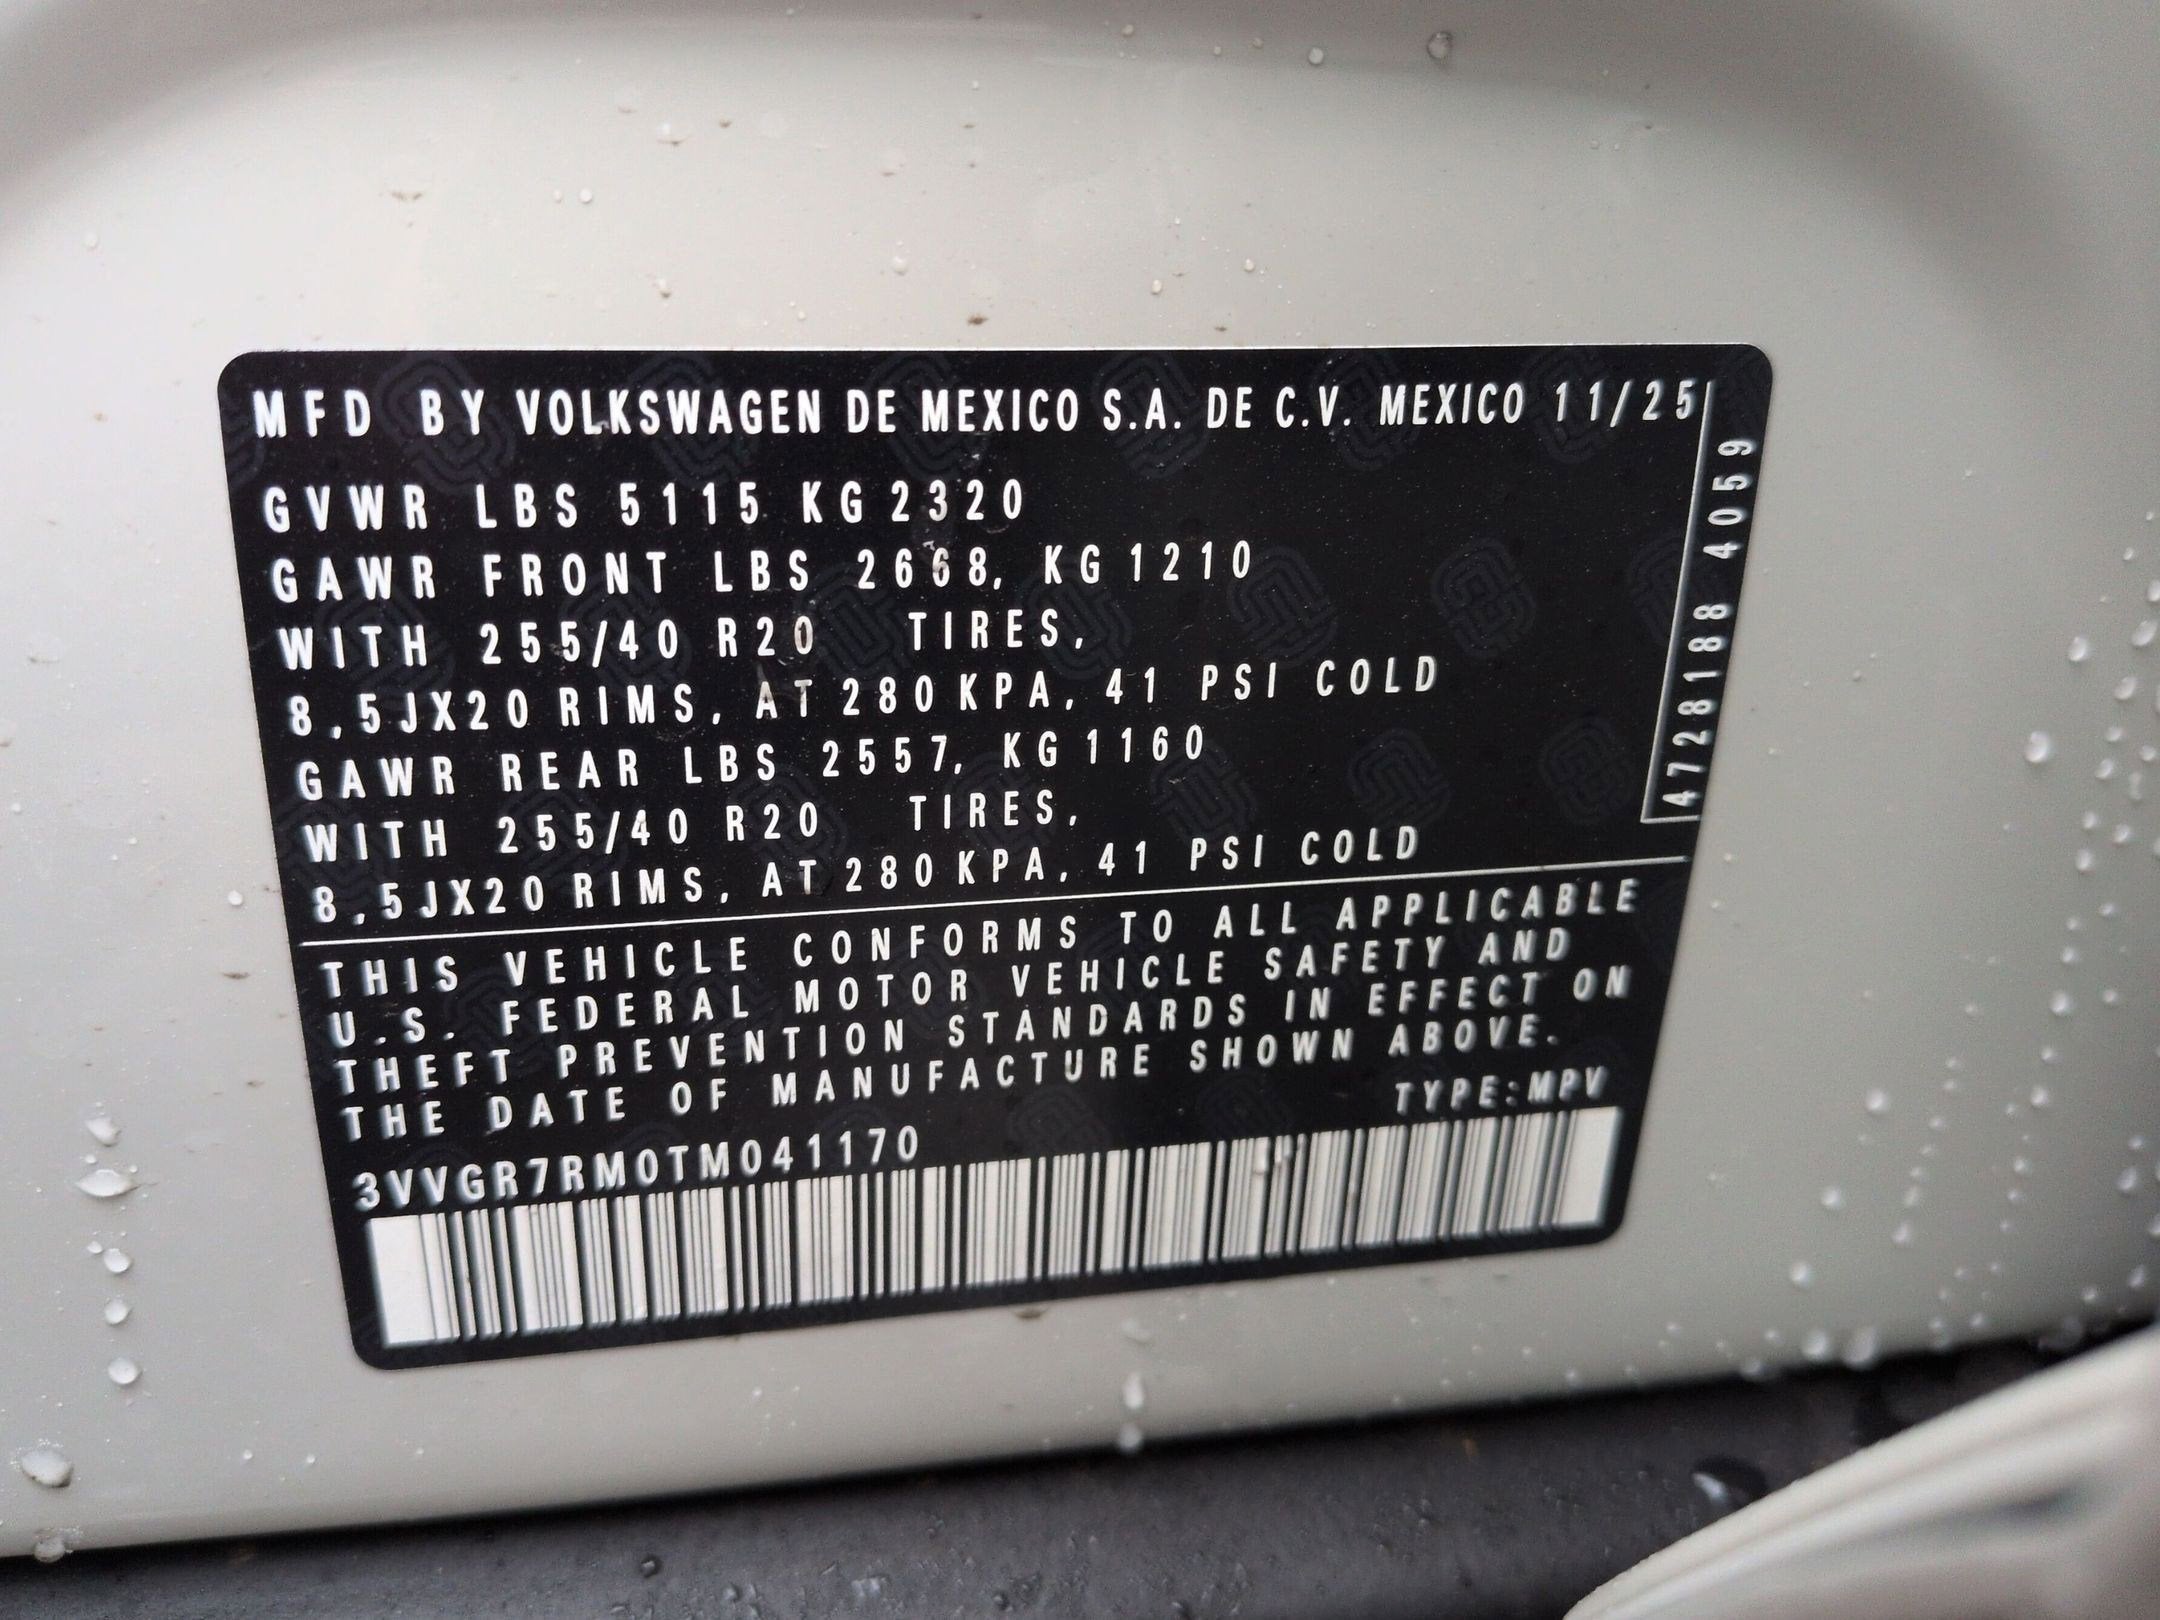 MFD BY VOLKSWAGEN DE MEXICO S.A. DE C.V. MEXICO 11/25
GVWR LBS 5115 KG 2320
GAWR FRONT LBS 2668, KG 1210
WITH 255/40 R20 TIRES,
8,5JX20 RIMS, AT 280 KPA, 41 PSI COLD
GAWR REAR LBS 2557, KG 1160
WITH 255/40 R20 TIRES,
8,5JX20 RIMS, AT 280 KPA, 41 PSI COLD
4728188 4059
THIS VEHICLE CONFORMS TO ALL APPLICABLE
U.S. FEDERAL MOTOR VEHICLE SAFETY AND
THEFT PREVENTION STANDARDS IN EFFECT ON
THE DATE OF MANUFACTURE SHOWN ABOVE.
TYPE:MPV
3VVGR7RM0TM041170